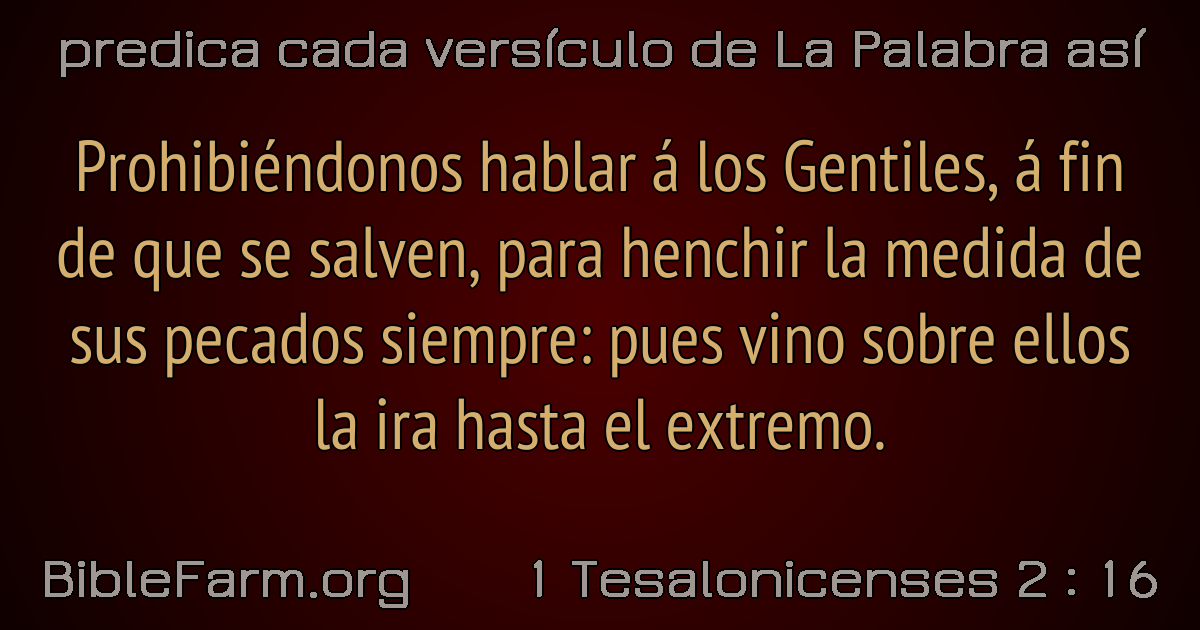 predica cada versículo de La Palabra así
Prohibiéndonos hablar á los Gentiles, á fin
de que se salven, para henchir la medida de
sus pecados siempre: pues vino sobre ellos
la ira hasta el extremo.
BibleFarm.org 1 Tesalonicenses 2 : 16